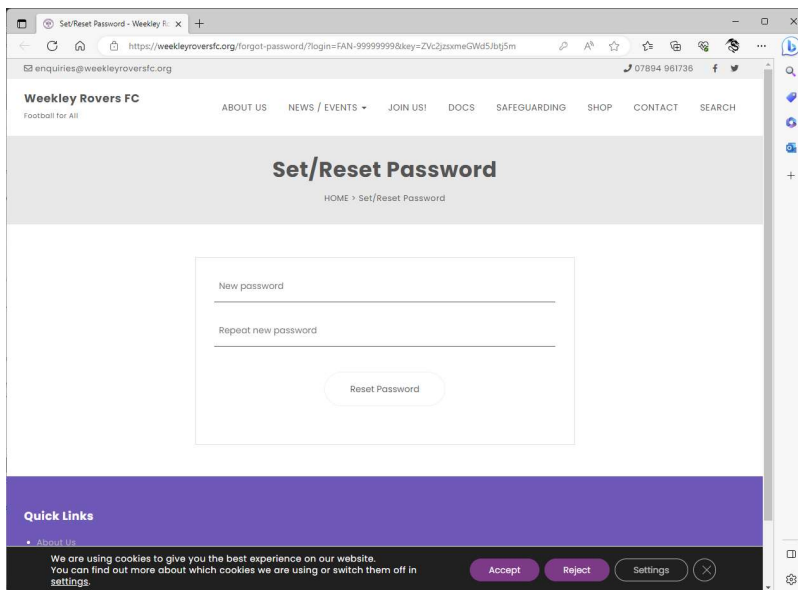 Set/Reset Password - Weekley Ro
https://weekleyroversfc.org/forgot-password/?login=FAN-99999999&key=ZVc2jzsxmeGWd5Jbtj5m
enquiries@weekleyroversfc.org
07894 961736
Weekley Rovers FC
Football for All
ABOUT US NEWS / EVENTS JOIN US! DOCS SAFEGUARDING SHOP CONTACT SEARCH
Set/Reset Password
HOME > Set/Reset Password
New password
Repeat new password
Reset Password
Quick Links
About Us
We are using cookies to give you the best experience on our website.
You can find out more about which cookies we are using or switch them off in
settings.
Accept Reject Settings